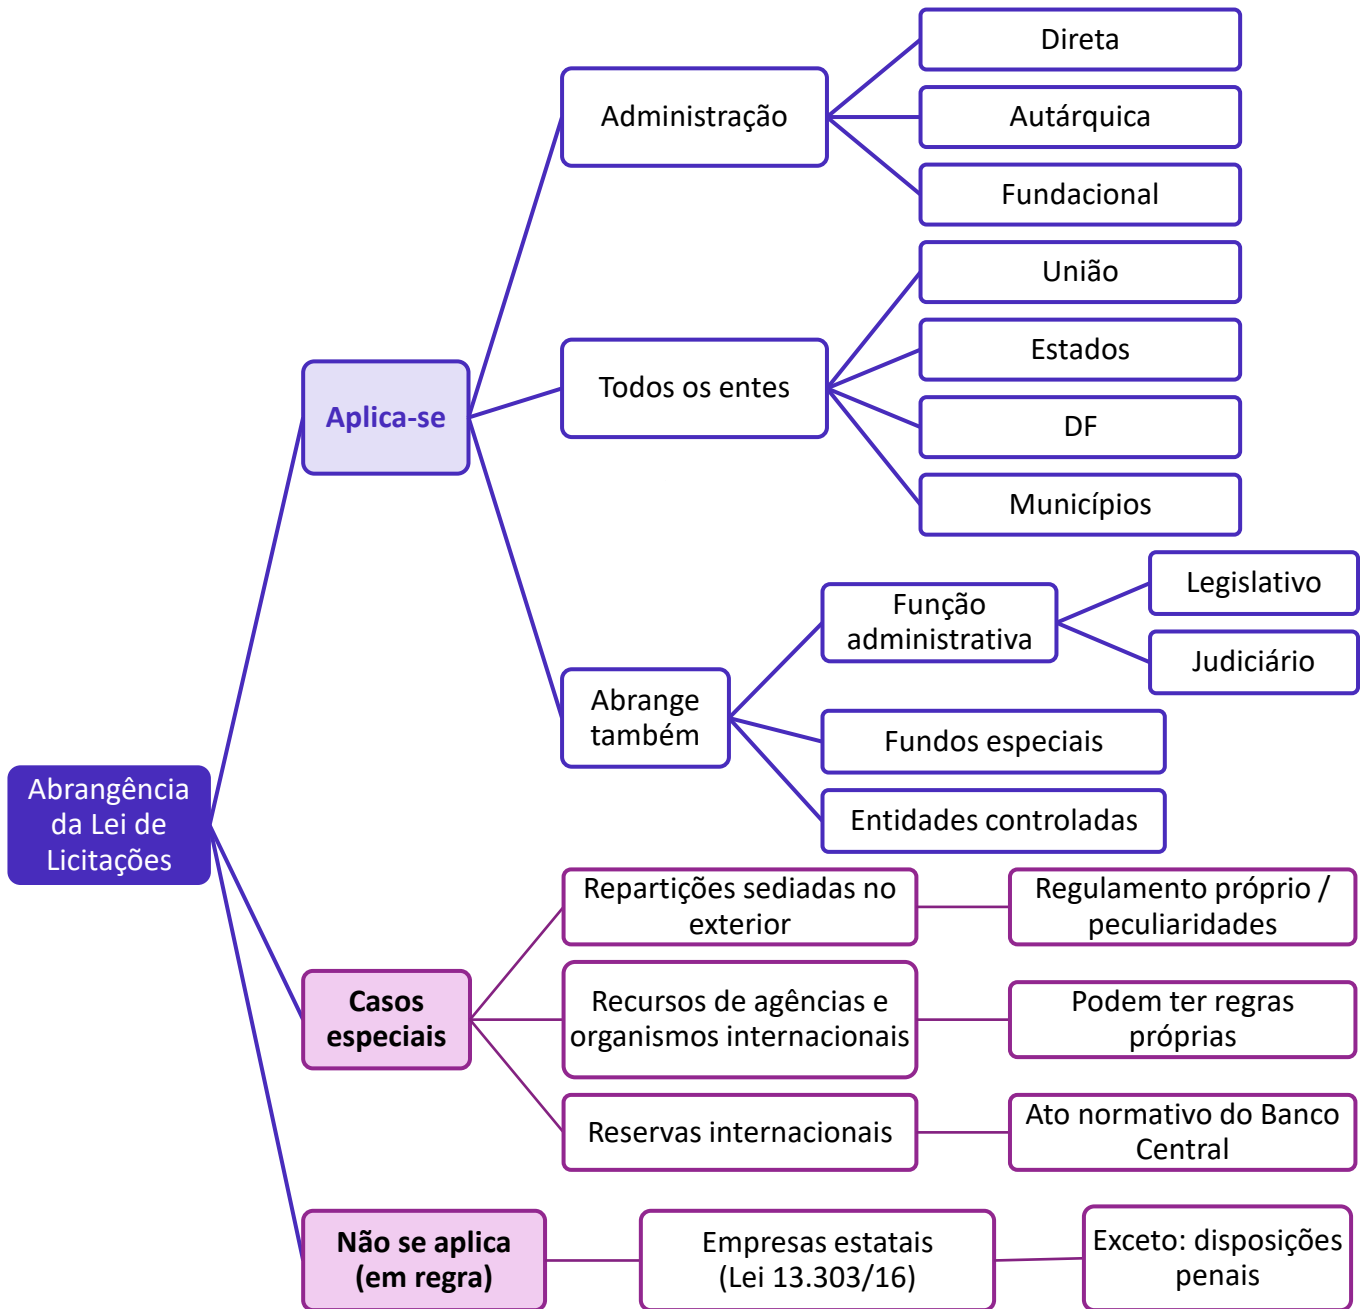 Abrangência
da Lei de
Licitações
Aplica-se
Administração
Direta
Autárquica
Fundacional
Todos os entes
União
Estados
DF
Municípios
Abrange
também
Função
administrativa
Legislativo
Judiciário
Fundos especiais
Entidades controladas
Casos
especiais
Repartições sediadas no
exterior
Regulamento próprio /
peculiaridades
Recursos de agências e
organismos internacionais
Podem ter regras
próprias
Reservas internacionais
Ato normativo do Banco
Central
Não se aplica
(em regra)
Empresas estatais
(Lei 13.303/16)
Exceto: disposições
penais